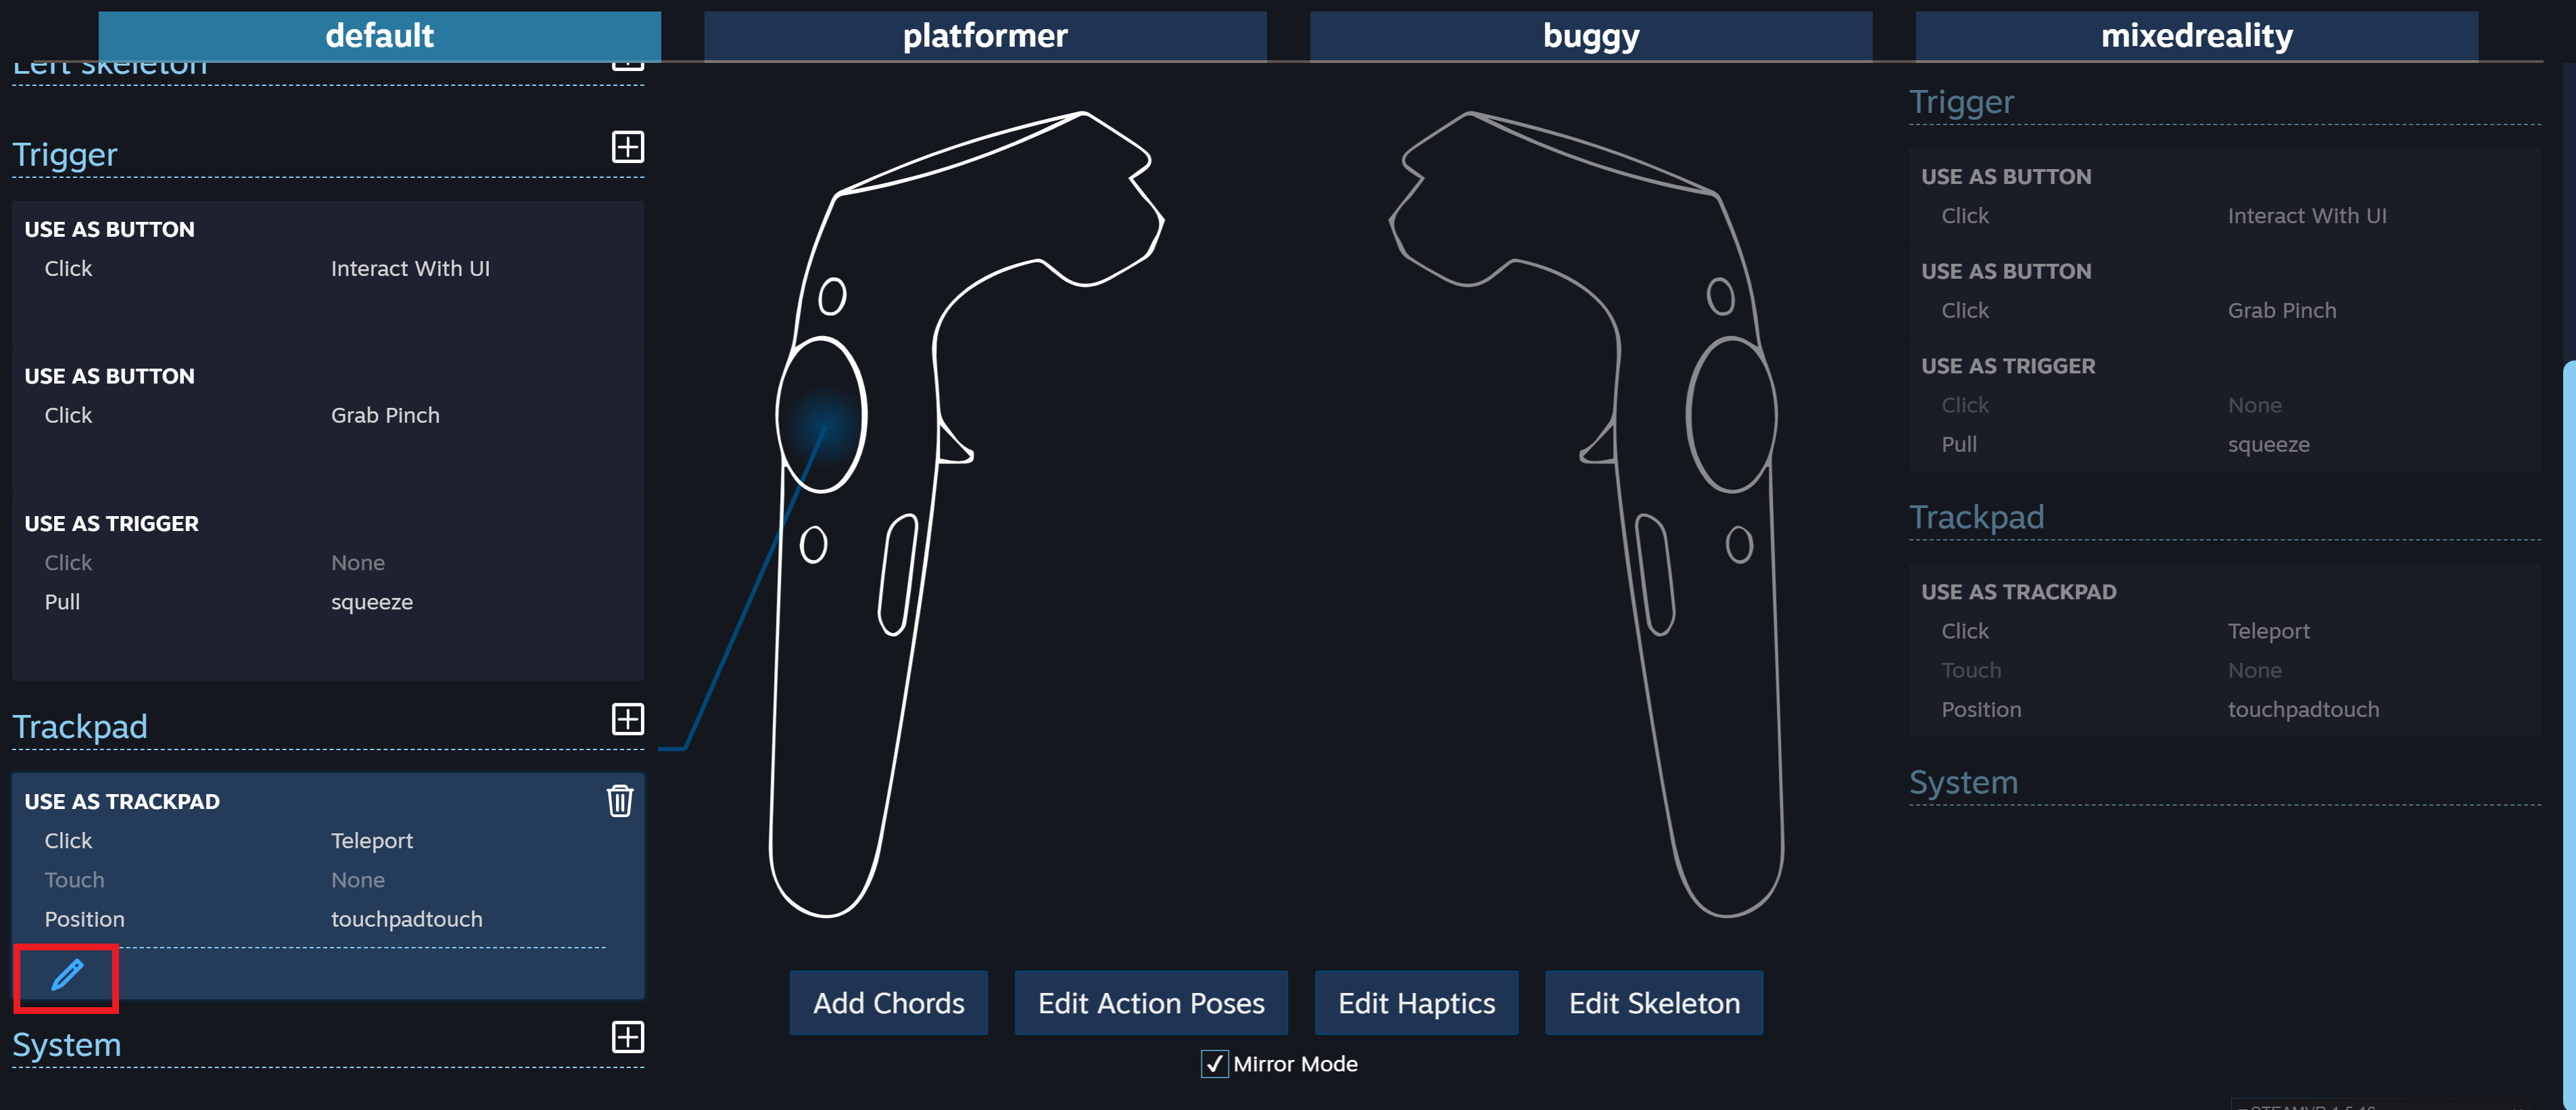 default
platformer
buggy
mixedreality
Left skeleton
Trigger
USE AS BUTTON
Click Interact With UI
USE AS BUTTON
Click Grab Pinch
USE AS TRIGGER
Click None
Pull squeeze
Trackpad
USE AS TRACKPAD
Click Teleport
Touch None
Position touchpadtouch
System
Add Chords
Edit Action Poses
Edit Haptics
Edit Skeleton
Mirror Mode
Trigger
USE AS BUTTON
Click Interact With UI
USE AS BUTTON
Click Grab Pinch
USE AS TRIGGER
Click None
Pull squeeze
Trackpad
USE AS TRACKPAD
Click Teleport
Touch None
Position touchpadtouch
System